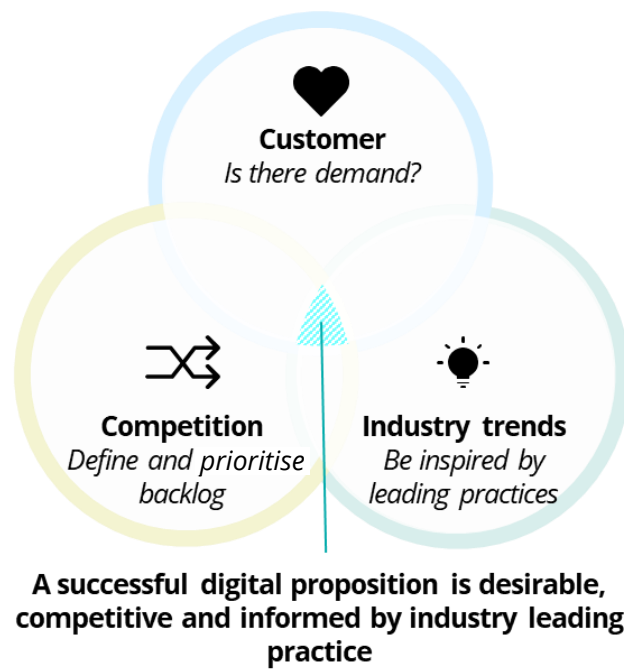 Customer
Is there demand?
Competition
Define and prioritise
backlog
Industry trends
Be inspired by
leading practices
A successful digital proposition is desirable,
competitive and informed by industry leading
practice